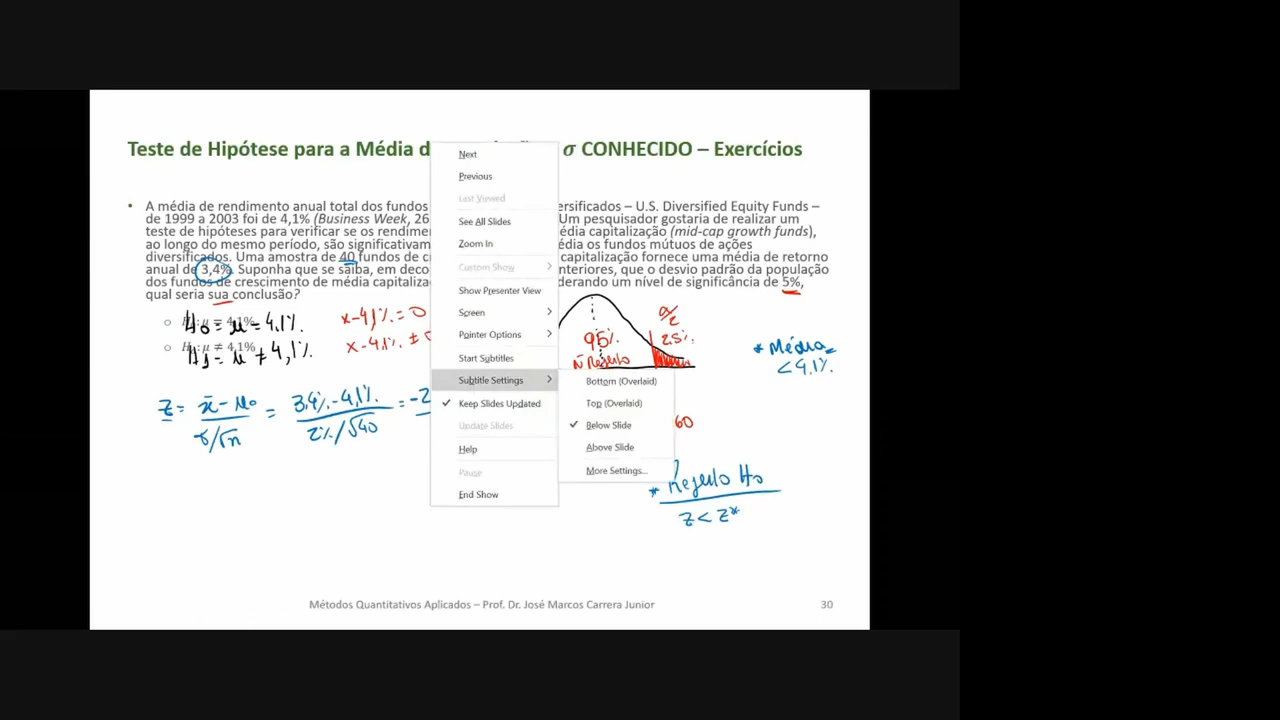 Teste de Hipótese para a Média d σ CONHECIDO – Exercícios
• A média de rendimento anual total dos fundos ersificados – U.S. Diversified Equity Funds –
de 1999 a 2003 foi de 4,1% (Business Week, 26 Um pesquisador gostaria de realizar um
teste de hipóteses para verificar se os rendime édia capitalização (mid-cap growth funds),
ao longo do mesmo período, são significativam édia os fundos mútuos de ações
diversificados. Uma amostra de 40 fundos de c capitalização fornece uma média de retorno
anual de 3,4%. Suponha que se saiba, em deco nteriores, que o desvio padrão da população
dos fundos de crescimento de média capitaliza derando um nível de significância de 5%,
qual seria sua conclusão?
H₀ = μ = 4,1%.
H₁ = μ ≠ 4,1%.
x-4,1% = 0
x-4,1% ≠ 0
z = x̄ - μ₀ / σ/√n = 3,4% - 4,1% / 2%/√40 = -2
95%
Ñ Rejeito
α/2
2,5%
* Média
< 4,1%.
60
* Rejeito H₀
z < z*
Next
Previous
Last Viewed
See All Slides
Zoom In
Custom Show
Show Presenter View
Screen
Pointer Options
Start Subtitles
Subtitle Settings
Keep Slides Updated
Update Slides
Help
Pause
End Show
Bottom (Overlaid)
Top (Overlaid)
Below Slide
Above Slide
More Settings...
Métodos Quantitativos Aplicados – Prof. Dr. José Marcos Carrera Junior
30